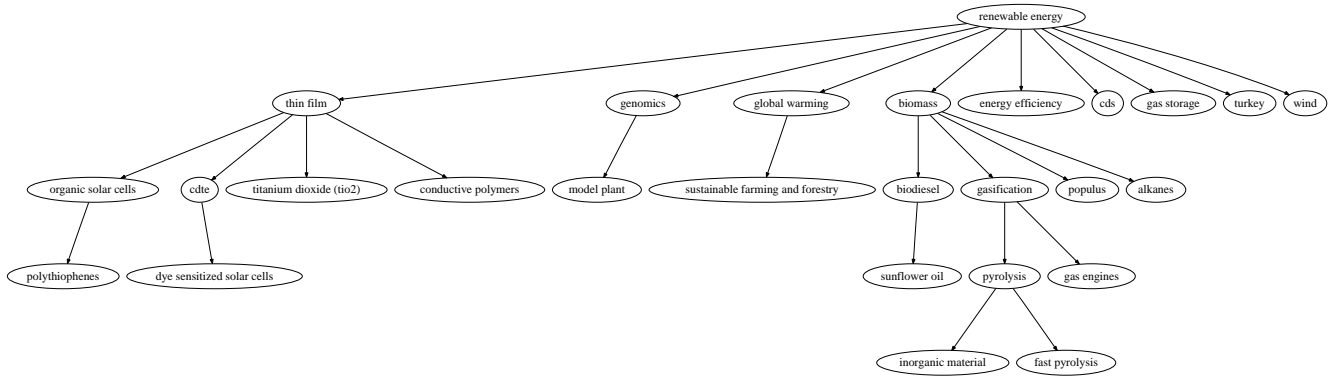 renewable energy
thin film
genomics
global warming
biomass
energy efficiency
cds
gas storage
turkey
wind
organic solar cells
cdte
titanium dioxide (tio2)
conductive polymers
model plant
sustainable farming and forestry
biodiesel
gasification
populus
alkanes
polythiophenes
dye sensitized solar cells
sunflower oil
pyrolysis
gas engines
inorganic material
fast pyrolysis